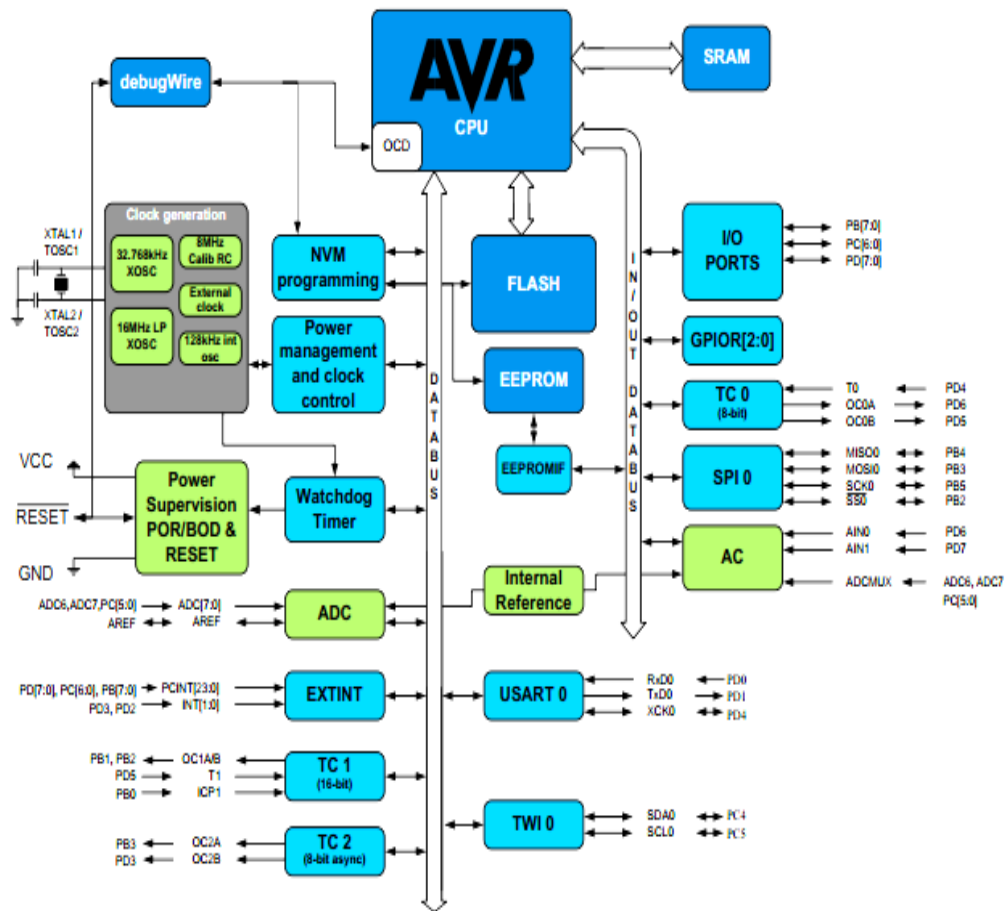 AVR
CPU
OCD
SRAM
debugWire
Clock generation
XTAL1 /
TOSC1
32.768kHz
XOSC
8MHz
Calib RC
External
clock
XTAL2 /
TOSC2
16MHz LP
XOSC
128kHz int
osc
NVM
programming
Power
management
and clock
control
FLASH
EEPROM
EEPROMIF
DATABUS
IN/OUT DATABUS
I/O
PORTS
PB[7:0]
PC[6:0]
PD[7:0]
GPIOR[2:0]
TC 0
(8-bit)
T0 PD4
OC0A PD6
OC0B PD5
SPI 0
MISO0 PB4
MOSI0 PB3
SCK0 PB5
SS0 PB2
VCC
RESET
GND
Power
Supervision
POR/BOD &
RESET
Watchdog
Timer
Internal
Reference
AC
AIN0 PD6
AIN1 PD7
ADCMUX ADC6, ADC7
PC[5:0]
ADC6,ADC7,PC[5:0] ADC[7:0]
AREF AREF
ADC
PD[7:0], PC[6:0], PB[7:0] PCINT[23:0]
PD3, PD2 INT[1:0]
EXTINT
USART 0
RxD0 PD0
TxD0 PD1
XCK0 PD4
PB1, PB2 OC1A/B
PD5 T1
PB0 ICP1
TC 1
(16-bit)
TWI 0
SDA0 PC4
SCL0 PC5
PB3 OC2A
PD3 OC2B
TC 2
(8-bit async)